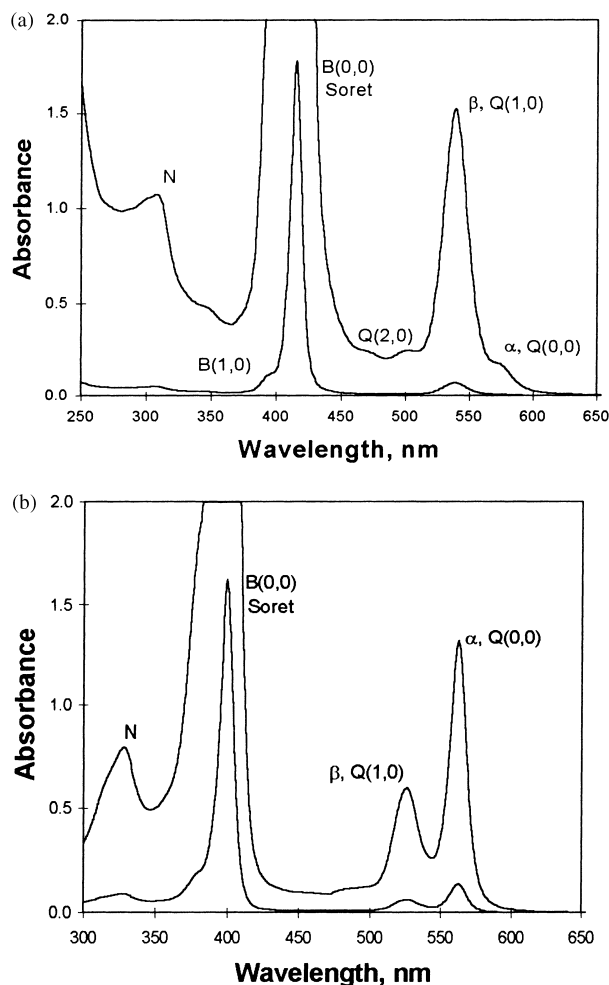 (a)
2.0
B(0,0)
Soret
β, Q(1,0)
1.5
N
1.0
Absorbance
0.5
B(1,0)
Q(2,0)
α, Q(0,0)
0.0
250 300 350 400 450 500 550 600 650
Wavelength, nm
(b)
2.0
B(0,0)
Soret
α, Q(0,0)
1.5
N
1.0
β, Q(1,0)
Absorbance
0.5
0.0
300 350 400 450 500 550 600 650
Wavelength, nm